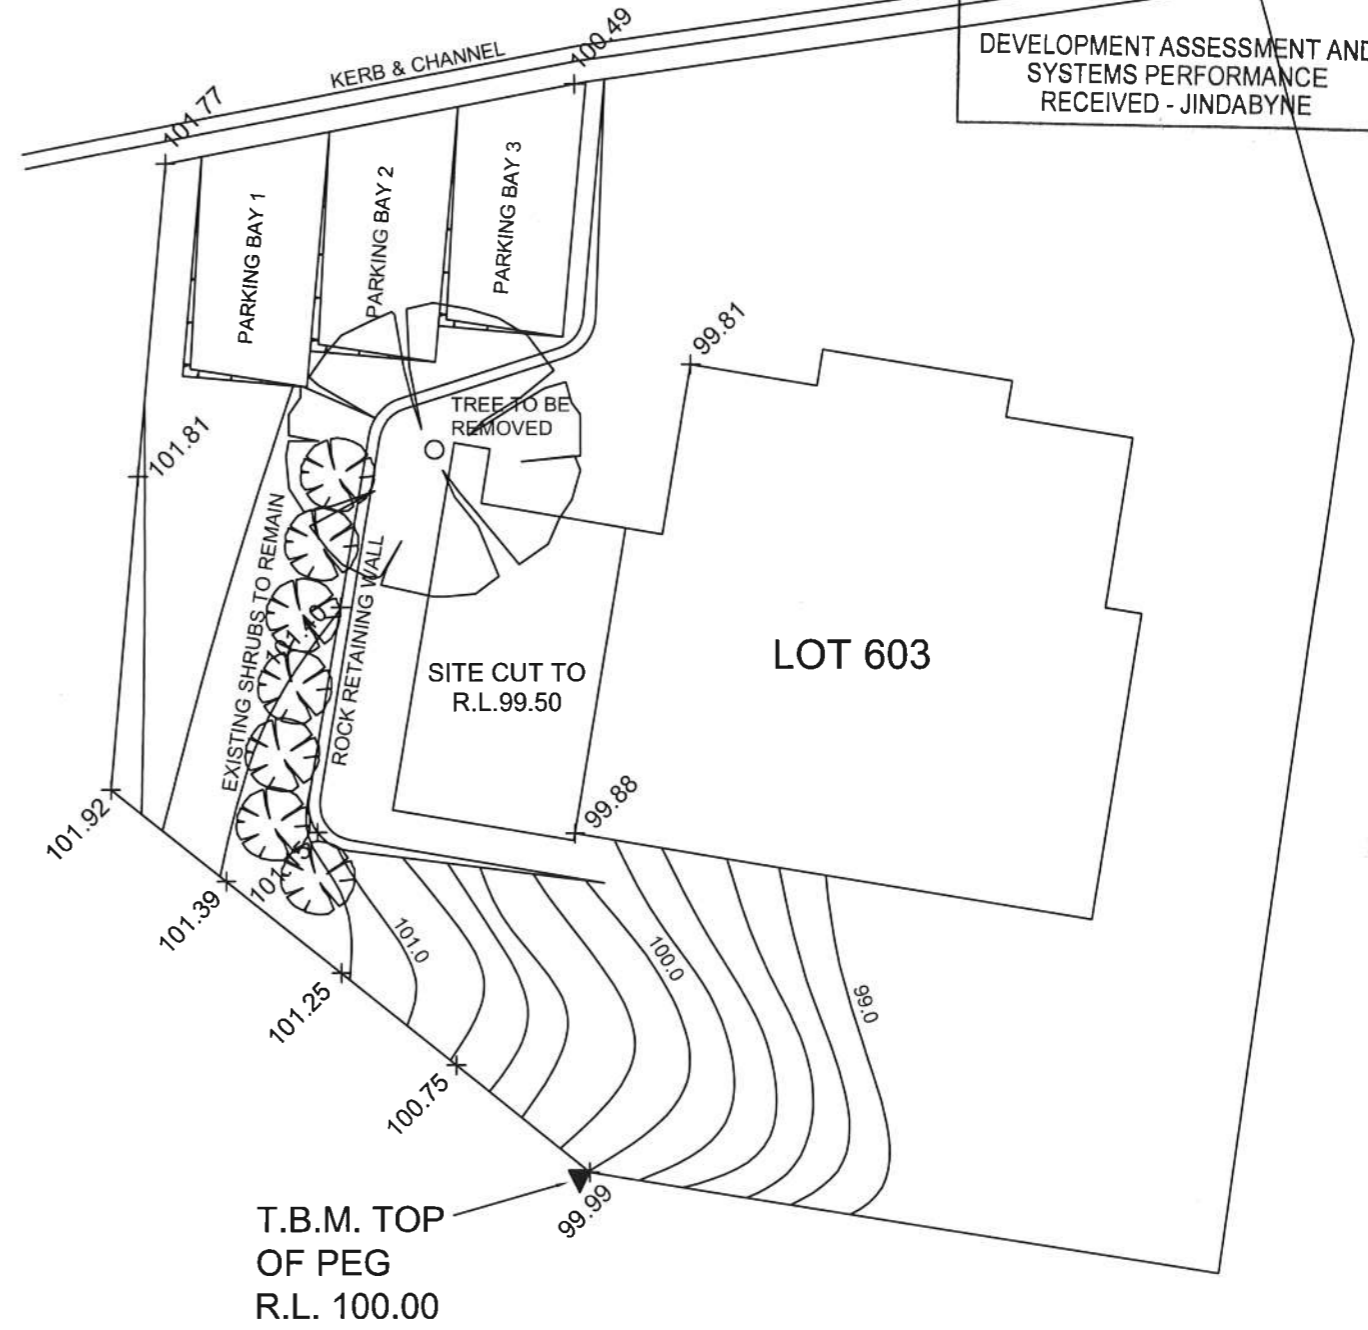 100.49
DEVELOPMENT ASSESSMENT AND
SYSTEMS PERFORMANCE
RECEIVED - JINDABYNE
KERB & CHANNEL
101.77
PARKING BAY 1
PARKING BAY 2
PARKING BAY 3
99.81
TREE TO BE
REMOVED
101.81
EXISTING SHRUBS TO REMAIN
ROCK RETAINING WALL
SITE CUT TO
R.L.99.50
LOT 603
99.88
101.92
101.39
101.0
100.0
99.0
101.25
100.75
99.99
T.B.M. TOP
OF PEG
R.L. 100.00